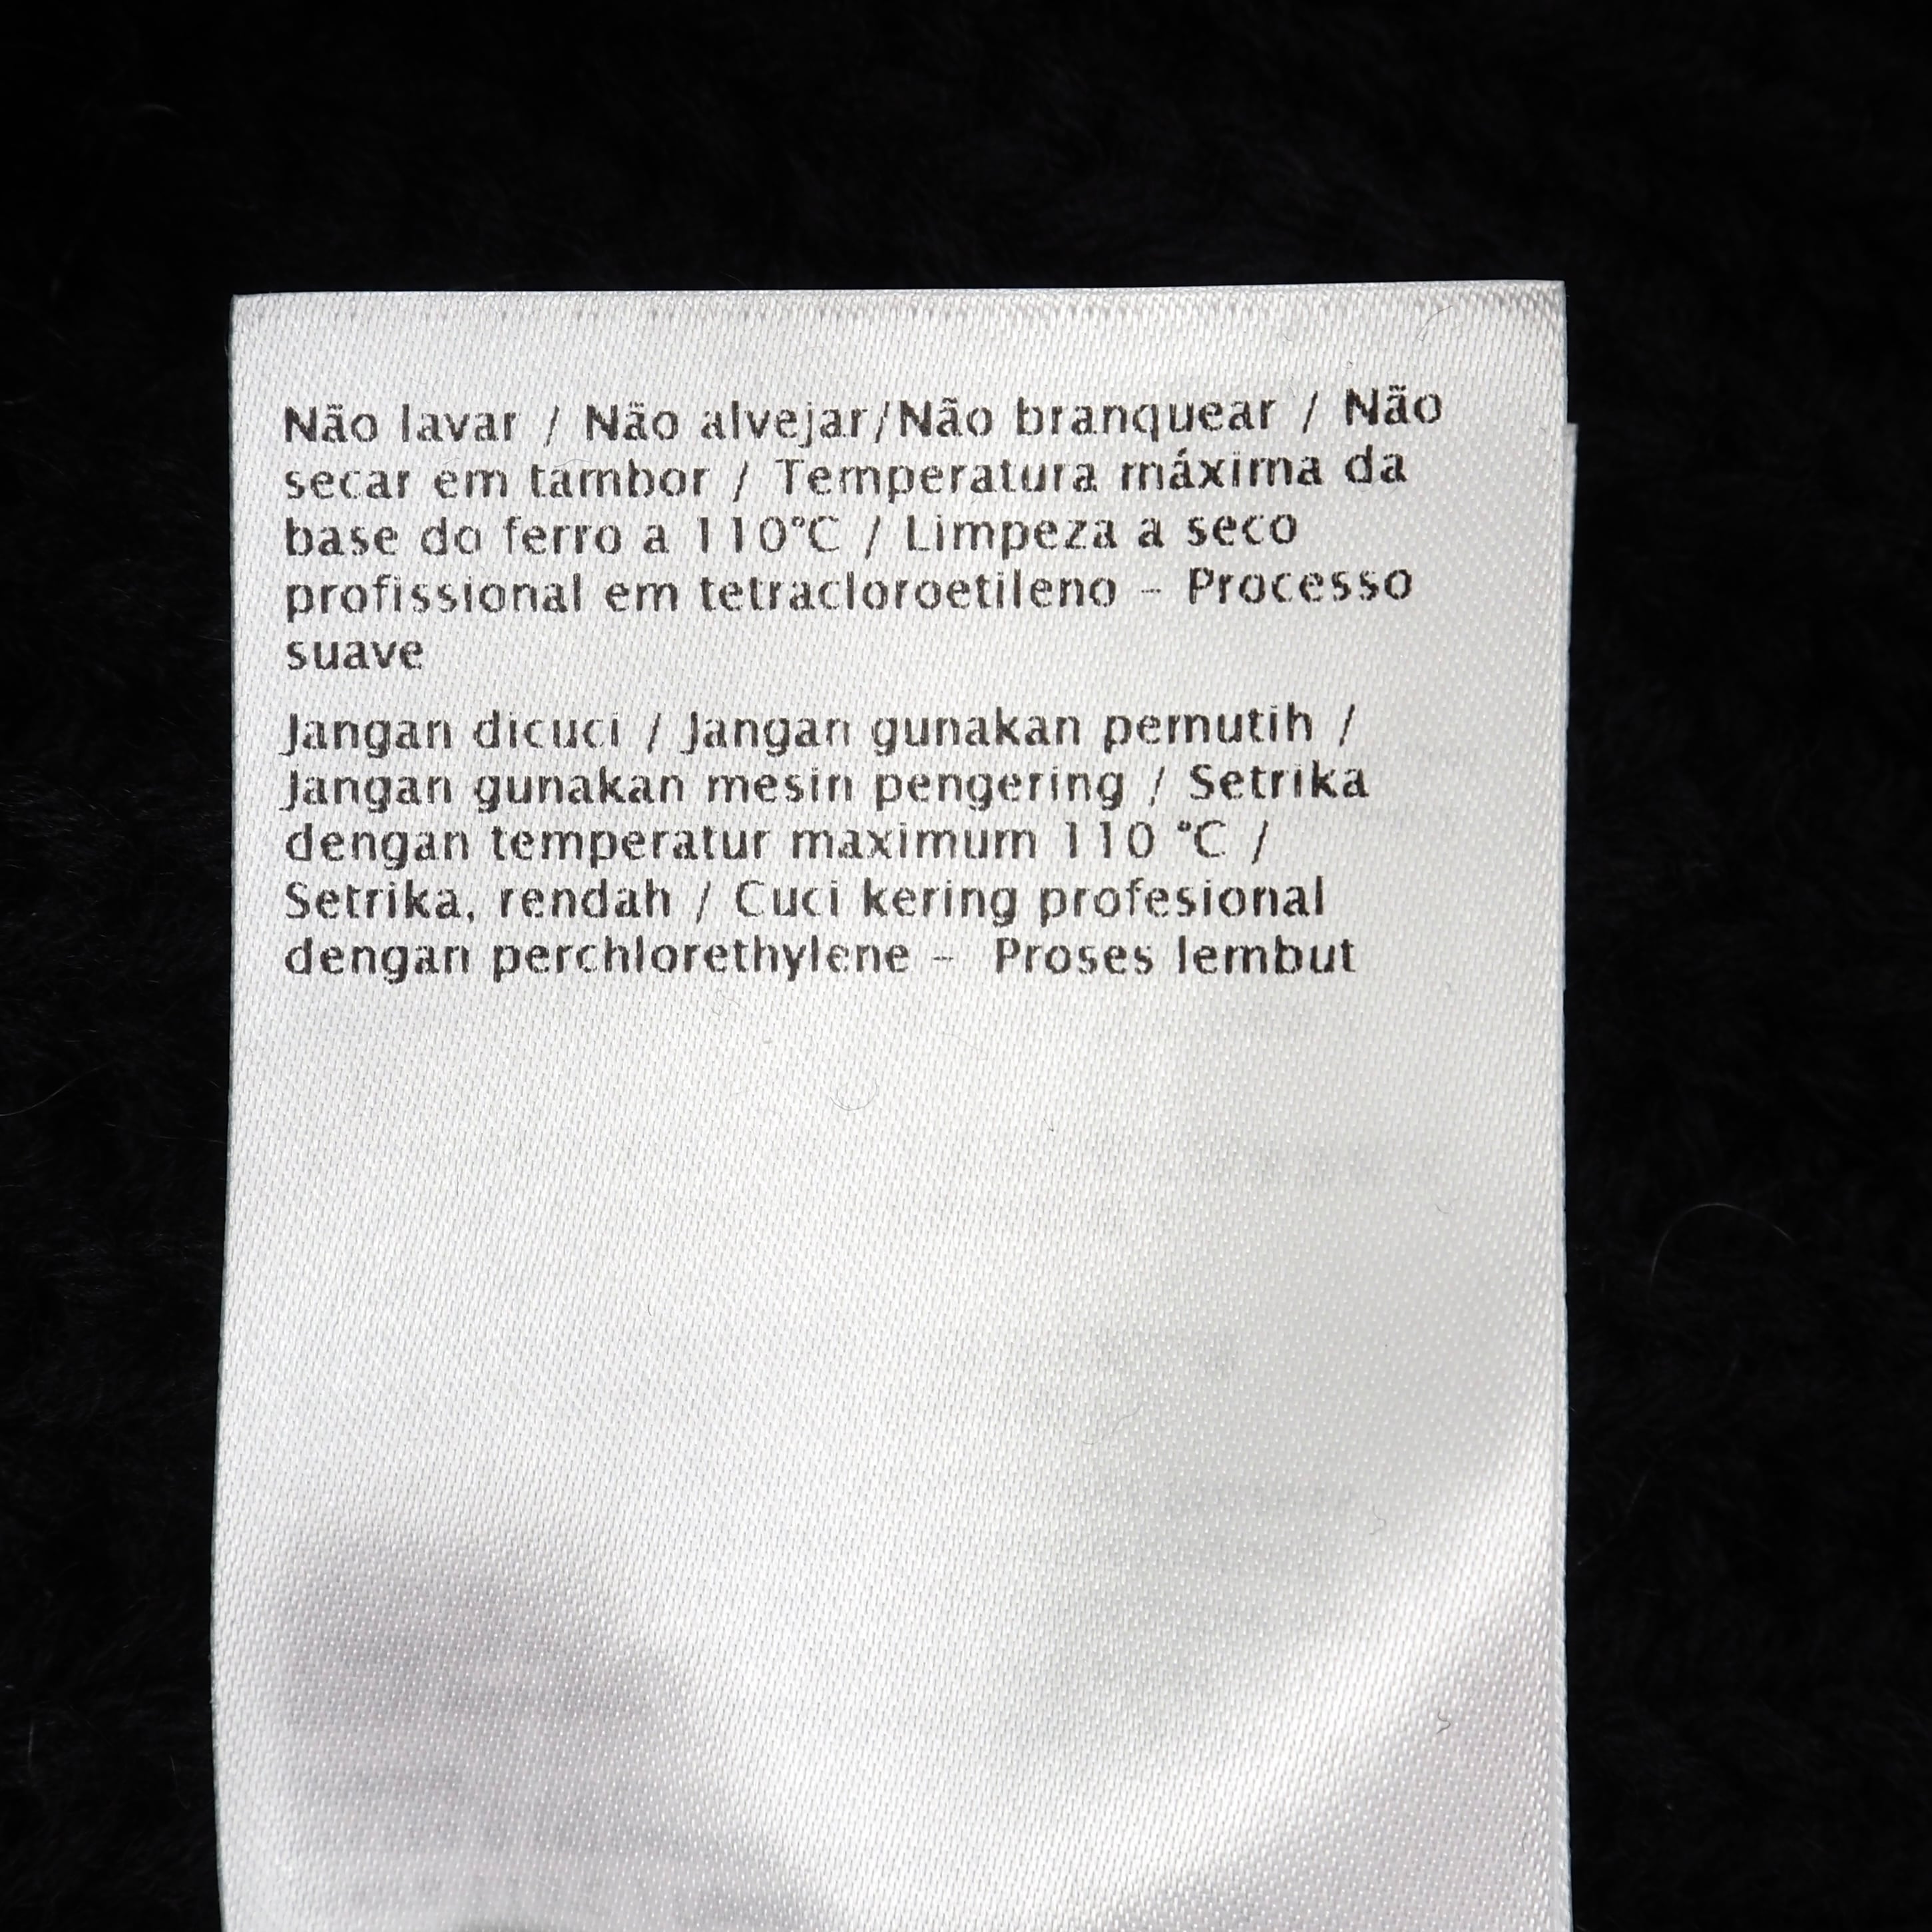 Não lavar / Não alvejar/Não branquear / Não
secar em tambor / Temperatura máxima da
base do ferro a 110°C / Limpeza a seco
profissional em tetracloroetileno – Processo
suave
Jangan dicuci / Jangan gunakan pemutih /
Jangan gunakan mesin pengering / Setrika
dengan temperatur maximum 110 °C /
Setrika, rendah / Cuci kering profesional
dengan perchlorethylene – Proses lembut